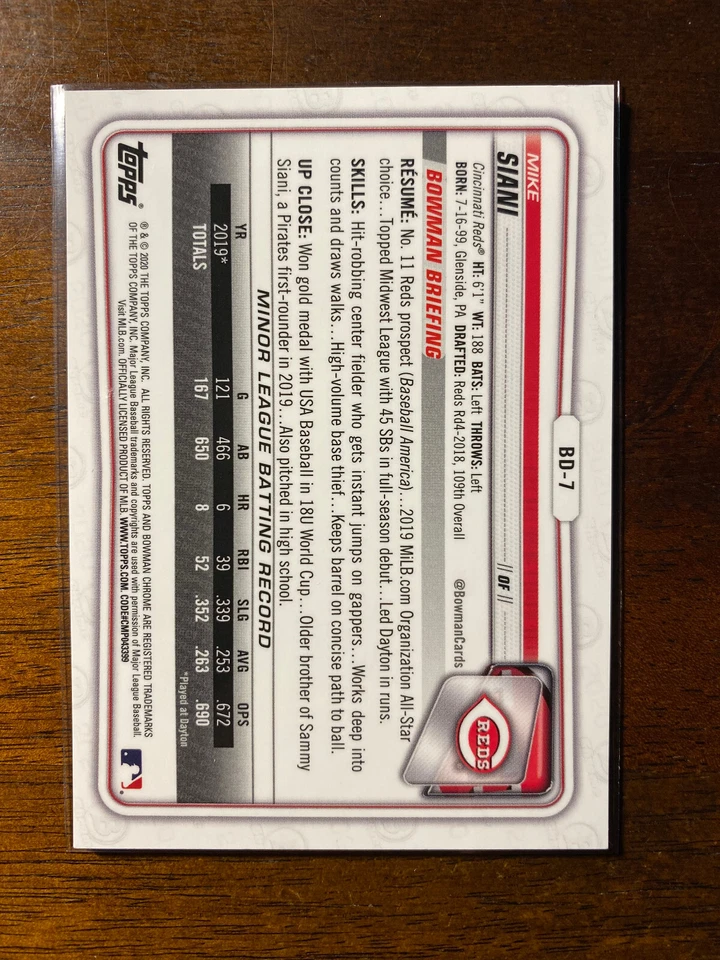 BD-7
MIKE
SIANI
OF
Cincinnati Reds® HT: 6'1" WT: 188 BATS: Left THROWS: Left
BORN: 7-16-99, Glenside, PA DRAFTED: Reds Rd4-2018, 109th Overall
@BowmanCards
REDS
BOWMAN BRIEFING
RÉSUMÉ: No. 11 Reds prospect (Baseball America)...2019 MiLB.com Organization All-Star
choice...Topped Midwest League with 45 SBs in full-season debut...Led Dayton in runs.
SKILLS: Hit-robbing center fielder who gets instant jumps on gappers...Works deep into
counts and draws walks...High-volume base thief...Keeps barrel on concise path to ball.
UP CLOSE: Won gold medal with USA Baseball in 18U World Cup...Older brother of Sammy
Siani, a Pirates first-rounder in 2019...Also pitched in high school.
MINOR LEAGUE BATTING RECORD
YR G AB HR RBI SLG AVG OPS
2019* 121 466 6 39 .339 .253 .672
TOTALS 167 650 8 52 .352 .263 .690
*Played at Dayton
Topps®
® & © 2020 THE TOPPS COMPANY, INC. ALL RIGHTS RESERVED. TOPPS AND BOWMAN CHROME ARE REGISTERED TRADEMARKS
OF THE TOPPS COMPANY, INC. Major League Baseball trademarks and copyrights are used with permission of Major League Baseball.
Visit MLB.com. OFFICIALLY LICENSED PRODUCT OF MLB. WWW.TOPPS.COM. CODE#CMP043399